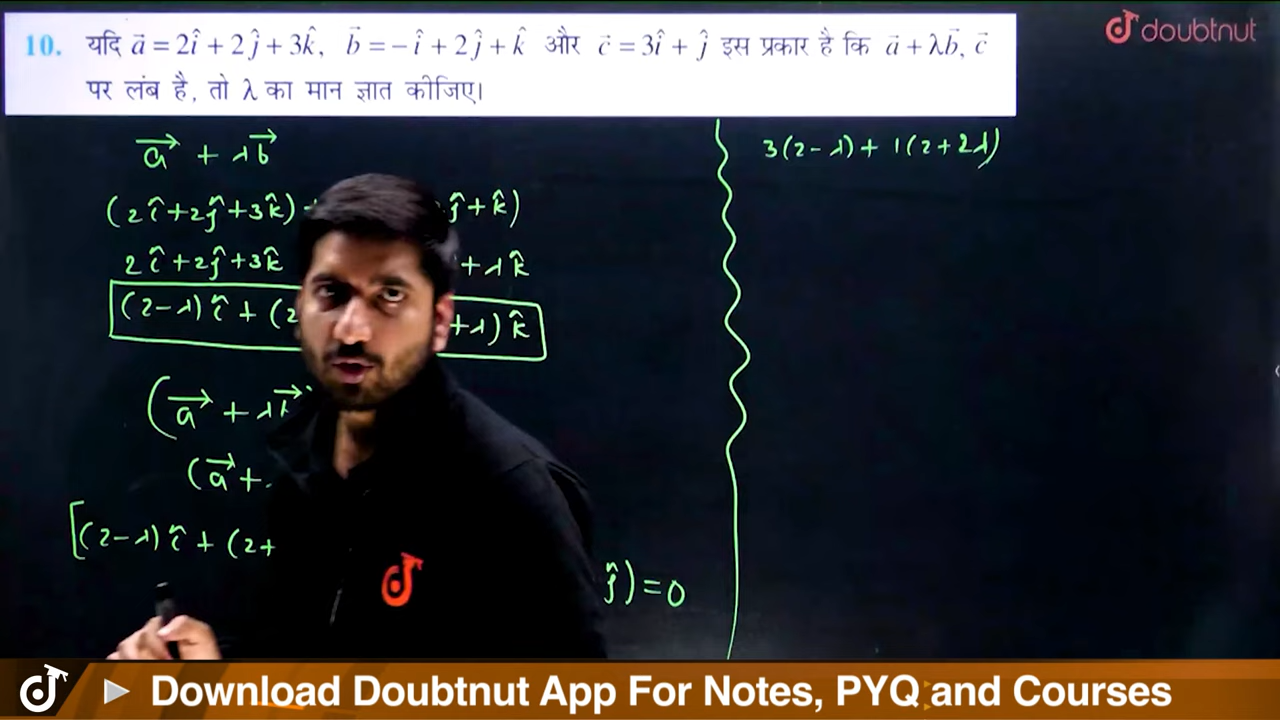 10. यदि a⃗ = 2î + 2ĵ + 3k̂, b⃗ = −î + 2ĵ + k̂ और c⃗ = 3î + ĵ इस प्रकार है कि a⃗ + λb⃗, c⃗
पर लंब है, तो λ का मान ज्ञात कीजिए।
doubtnut
a⃗ + λb⃗
(2î+2ĵ+3k̂) ĵ+k̂)
2î+2ĵ+3k̂ +λk̂
(2−λ)î + (2 +λ)k̂
(a⃗ + λb⃗
(a⃗+
[(2−λ)î + (2+
ĵ)=0
3(2−λ)+1(2+2λ)
Download Doubtnut App For Notes, PYQ and Courses